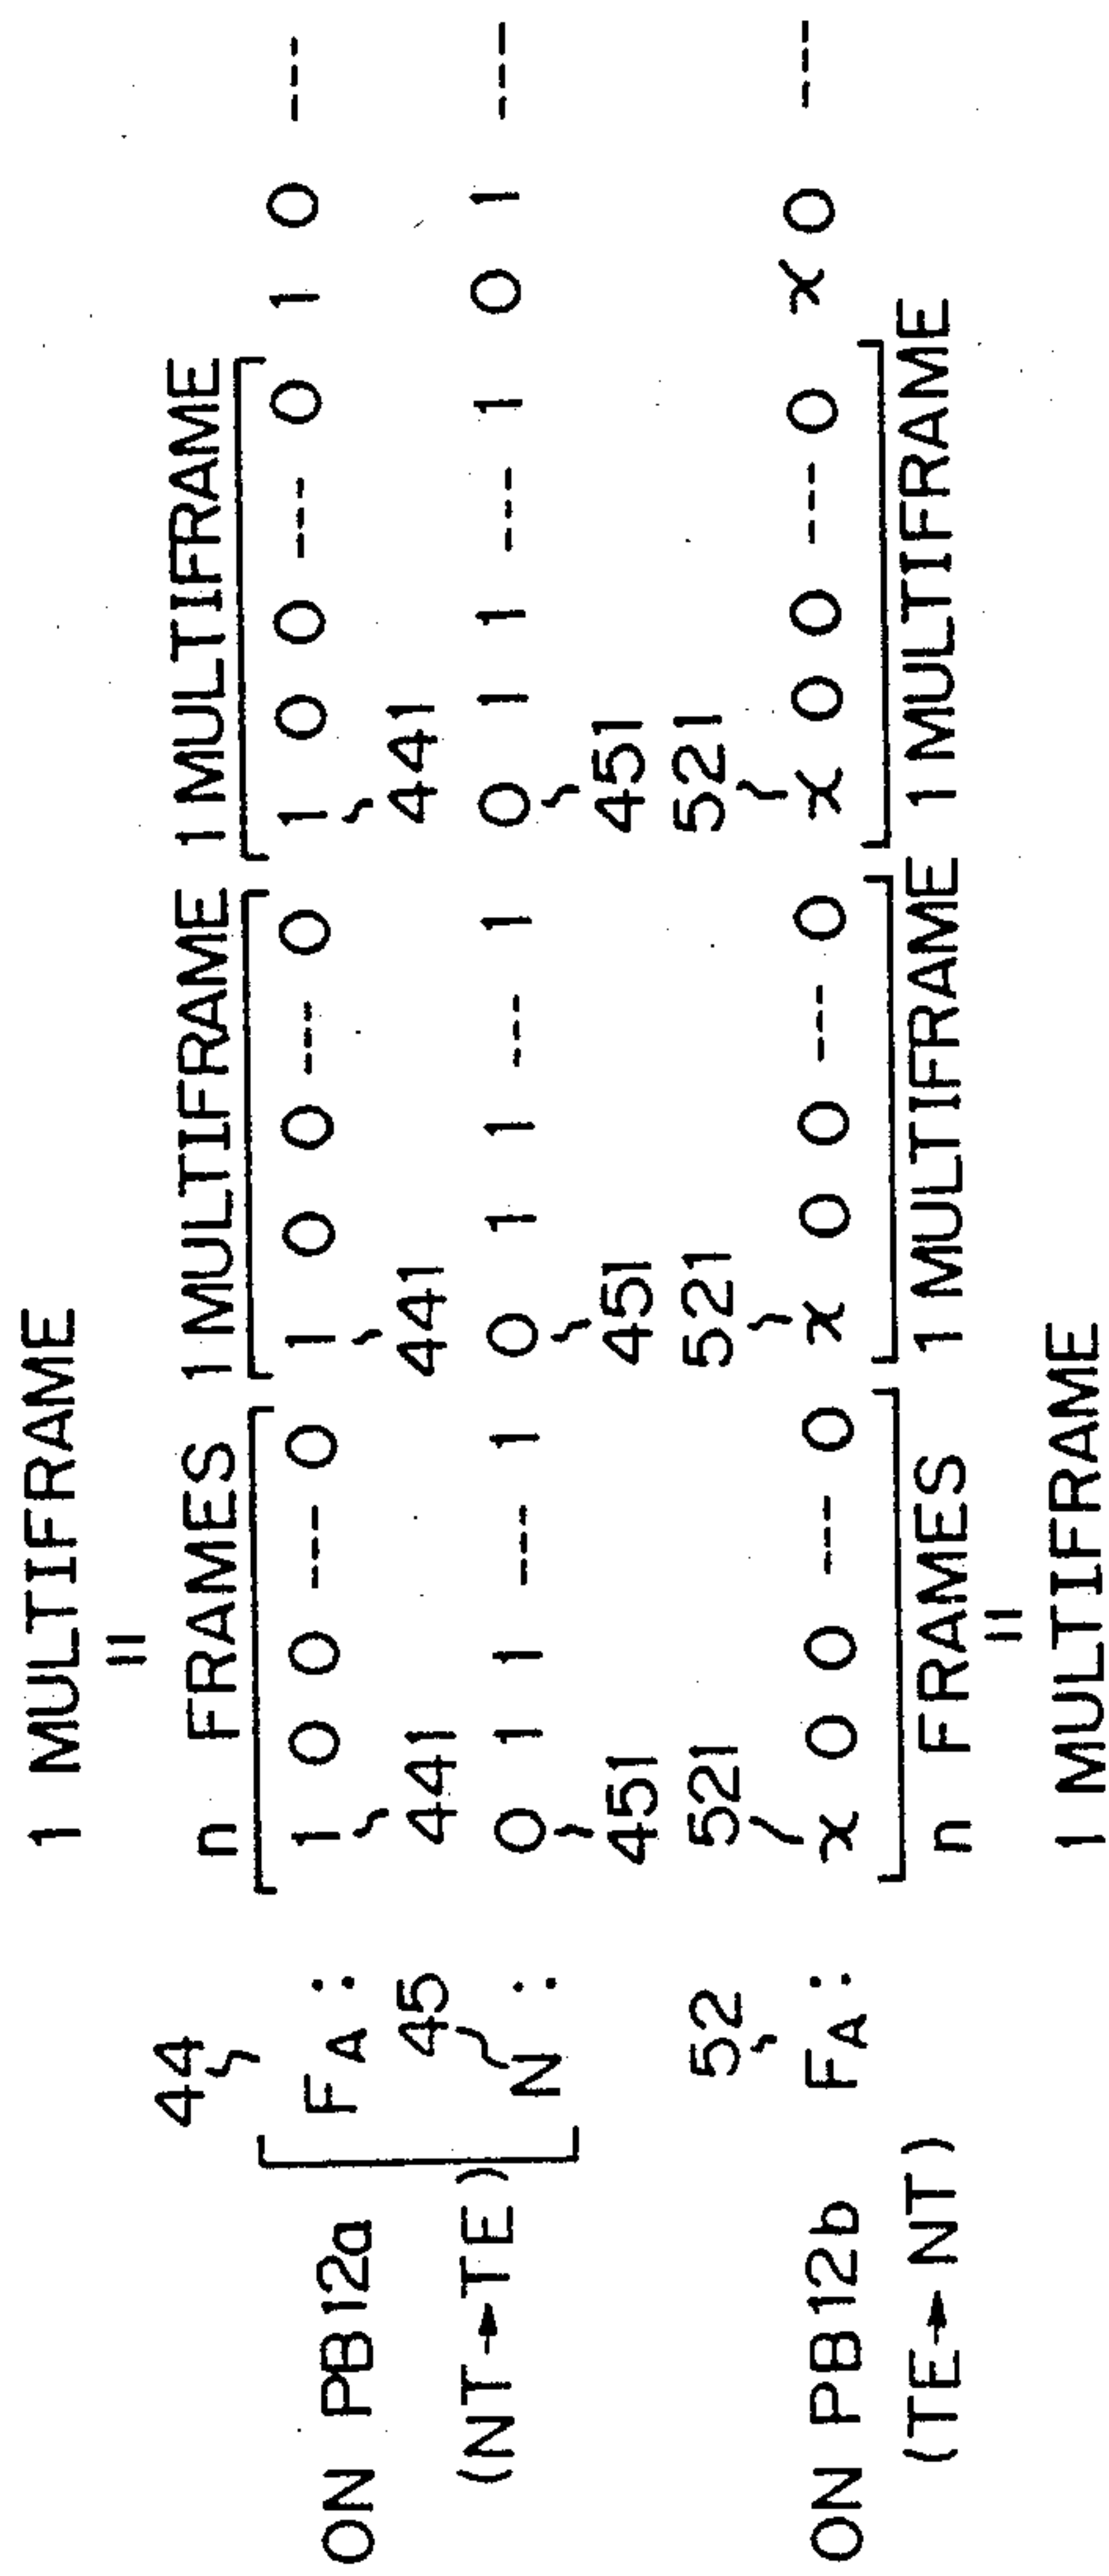 1 MULTIFRAME
=
n FRAMES 1 MULTIFRAME 1 MULTIFRAME
44
ON PB12a FA: 1 0 0 --- 0 1 0 0 --- 0 1 0 0 --- 0 1 0 ---
45 441 441 441
(NT→TE) N: 0 1 1 --- 1 0 1 1 --- 1 0 1 1 --- 1 0 1 ---
451 451 451
52 521 521 521
ON PB12b FA: x 0 0 --- 0 x 0 0 --- 0 x 0 0 --- 0 x 0 ---
(TE→NT) n FRAMES 1 MULTIFRAME 1 MULTIFRAME
=
1 MULTIFRAME